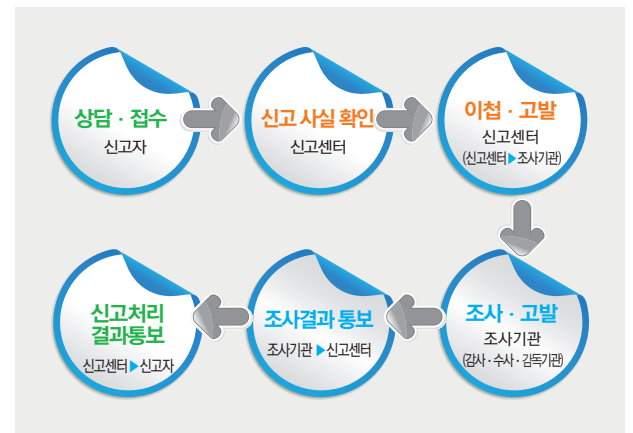 상담 · 접수
신고자
신고 사실 확인
신고센터
이첩 · 고발
신고센터
(신고센터▶조사기관)
조사 · 고발
조사기관
(감사 · 수사 · 감독기관)
조사결과 통보
조사기관 ▶신고센터
신고처리
결과통보
신고센터▶신고자